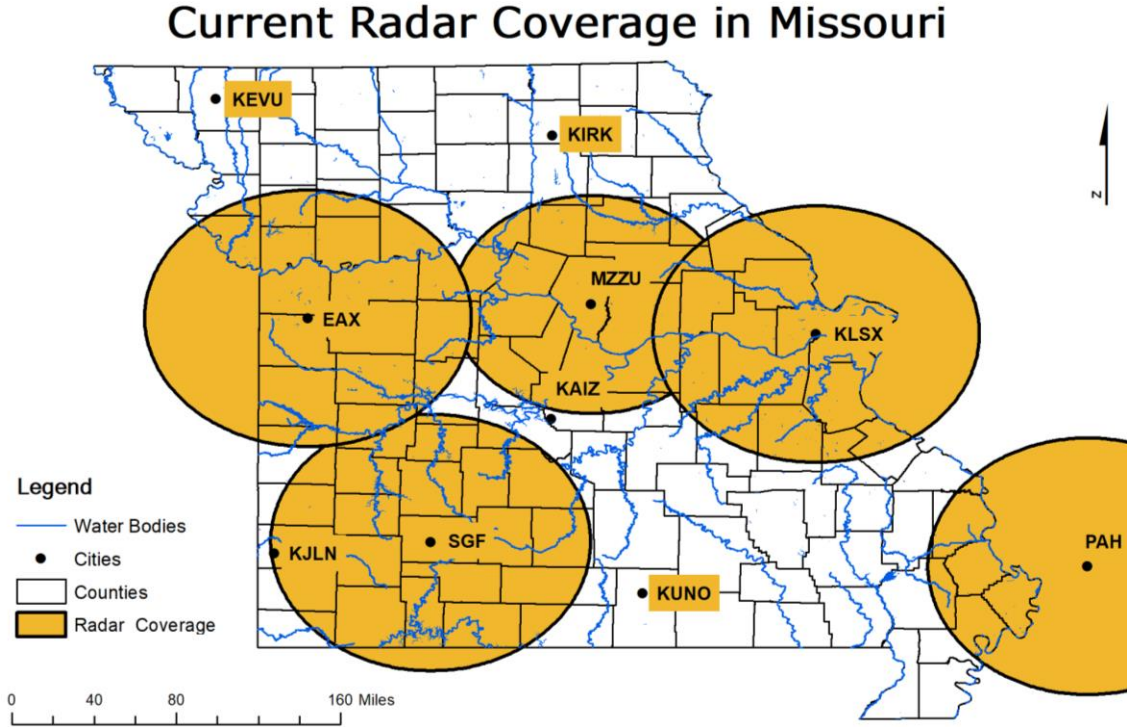 Current Radar Coverage in Missouri
KEVU
KIRK
N
MZZU
EAX
KLSX
KAIZ
Legend
Water Bodies
Cities
Counties
Radar Coverage
KJLN
SGF
PAH
KUNO
0 40 80 160 Miles